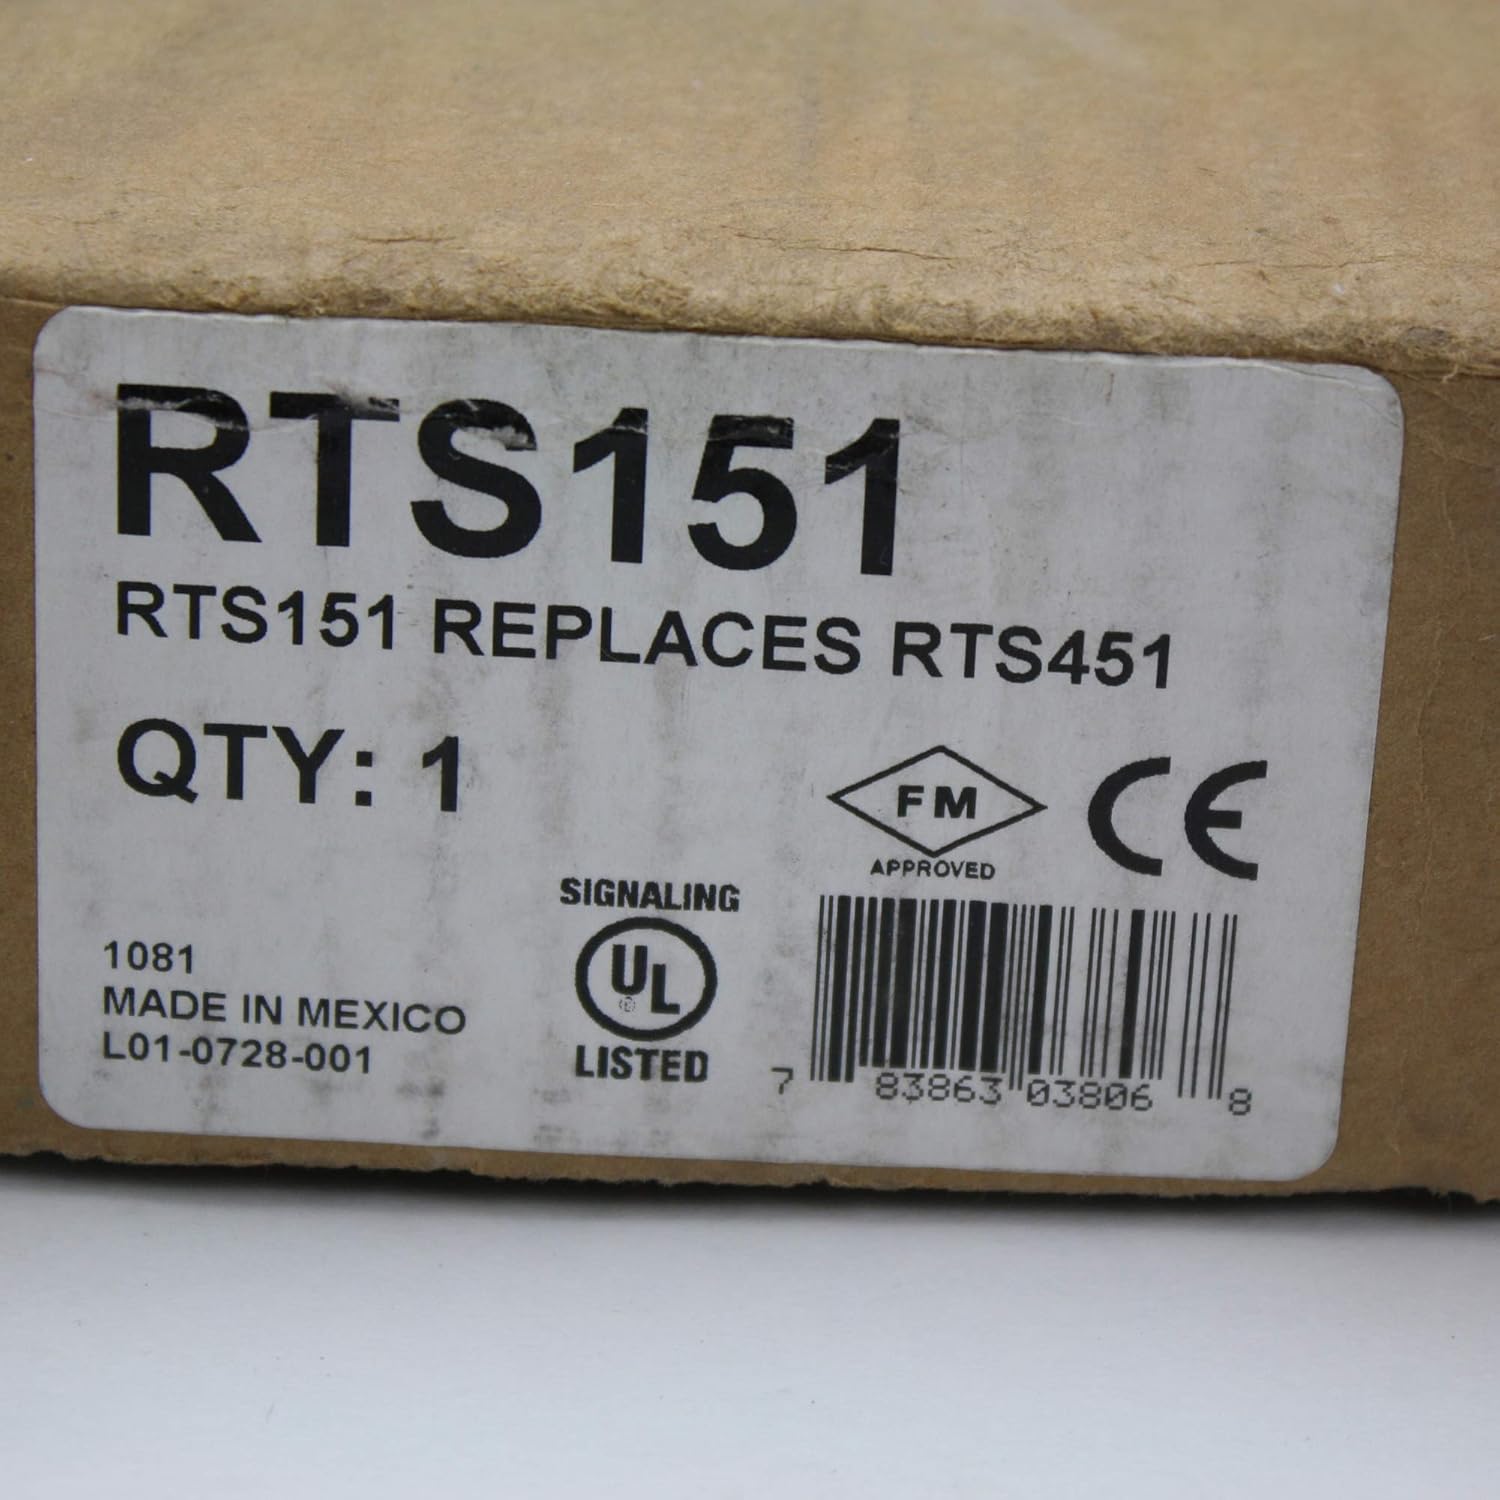 RTS151
RTS151 REPLACES RTS451
QTY: 1
FM
APPROVED
CE
SIGNALING
UL
LISTED
1081
MADE IN MEXICO
L01-0728-001
7 83863 03806 8